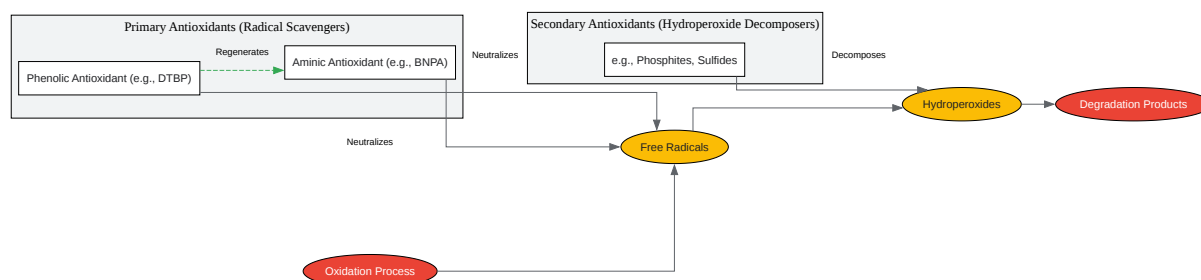 Primary Antioxidants (Radical Scavengers)
Secondary Antioxidants (Hydroperoxide Decomposers)
Regenerates
Neutralizes
Decomposes
Phenolic Antioxidant (e.g., DTBP)
Aminic Antioxidant (e.g., BNPA)
e.g., Phosphites, Sulfides
Hydroperoxides
Degradation Products
Neutralizes
Free Radicals
Oxidation Process